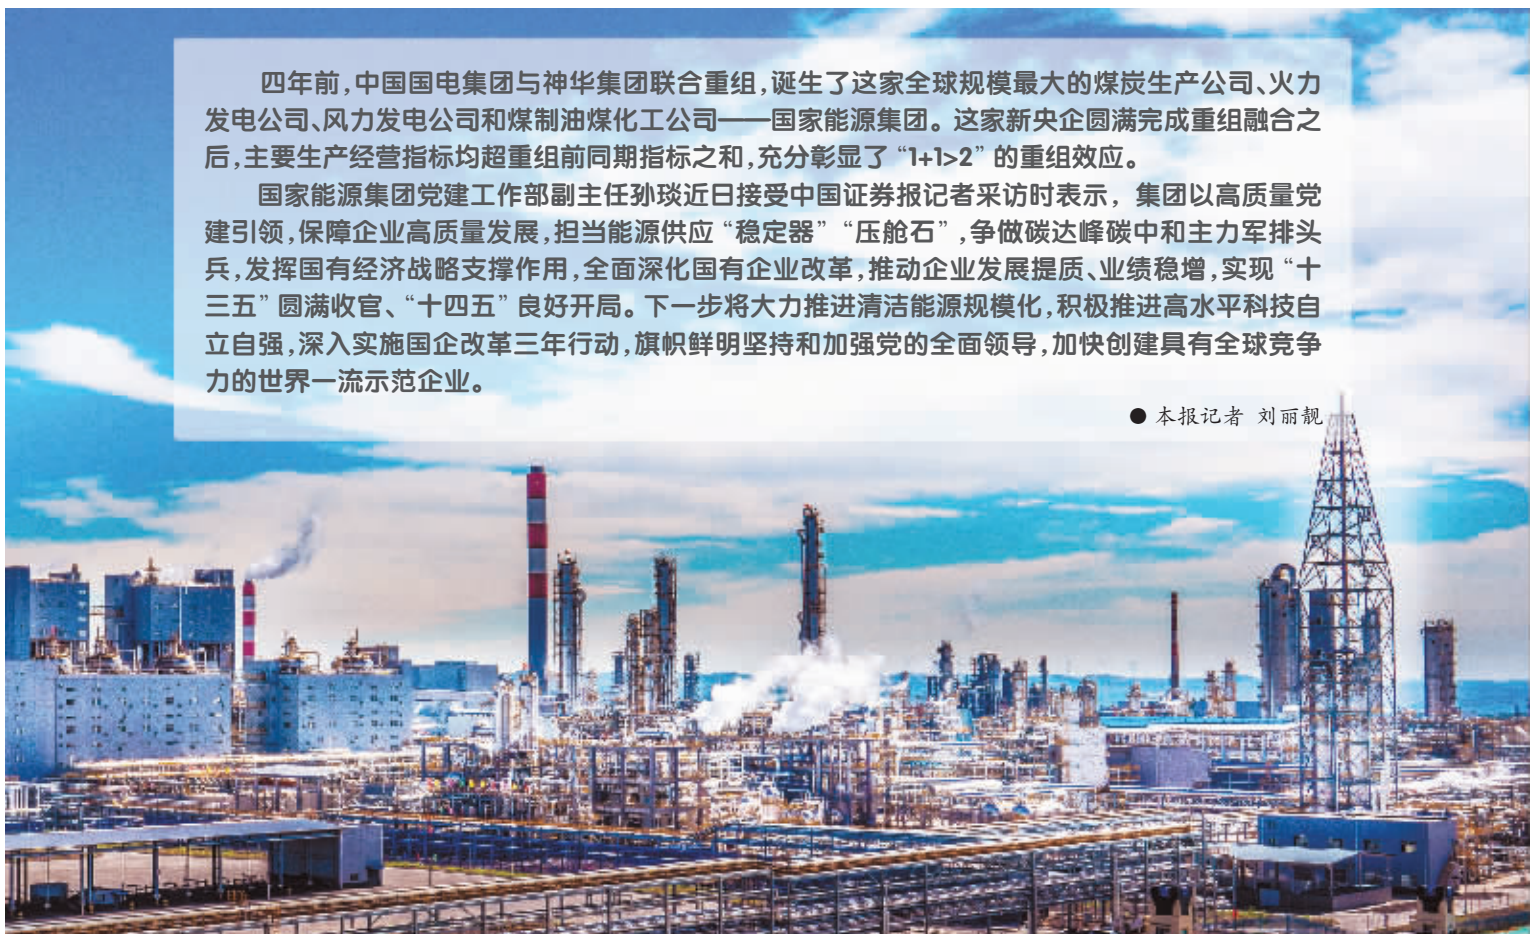 四年前,中国国电集团与神华集团联合重组,诞生了这家全球规模最大的煤炭生产公司、火力
发电公司、风力发电公司和煤制油煤化工公司——国家能源集团。这家新央企圆满完成重组融合之
后,主要生产经营指标均超重组前同期指标之和,充分彰显了“1+1>2”的重组效应。
国家能源集团党建工作部副主任孙琰近日接受中国证券报记者采访时表示，集团以高质量党
建引领,保障企业高质量发展,担当能源供应“稳定器”“压舱石”,争做碳达峰碳中和主力军排头
兵,发挥国有经济战略支撑作用,全面深化国有企业改革,推动企业发展提质、业绩稳增,实现“十
三五”圆满收官、“十四五”良好开局。下一步将大力推进清洁能源规模化,积极推进高水平科技自
立自强,深入实施国企改革三年行动,旗帜鲜明坚持和加强党的全面领导,加快创建具有全球竞争
力的世界一流示范企业。
● 本报记者 刘丽靓